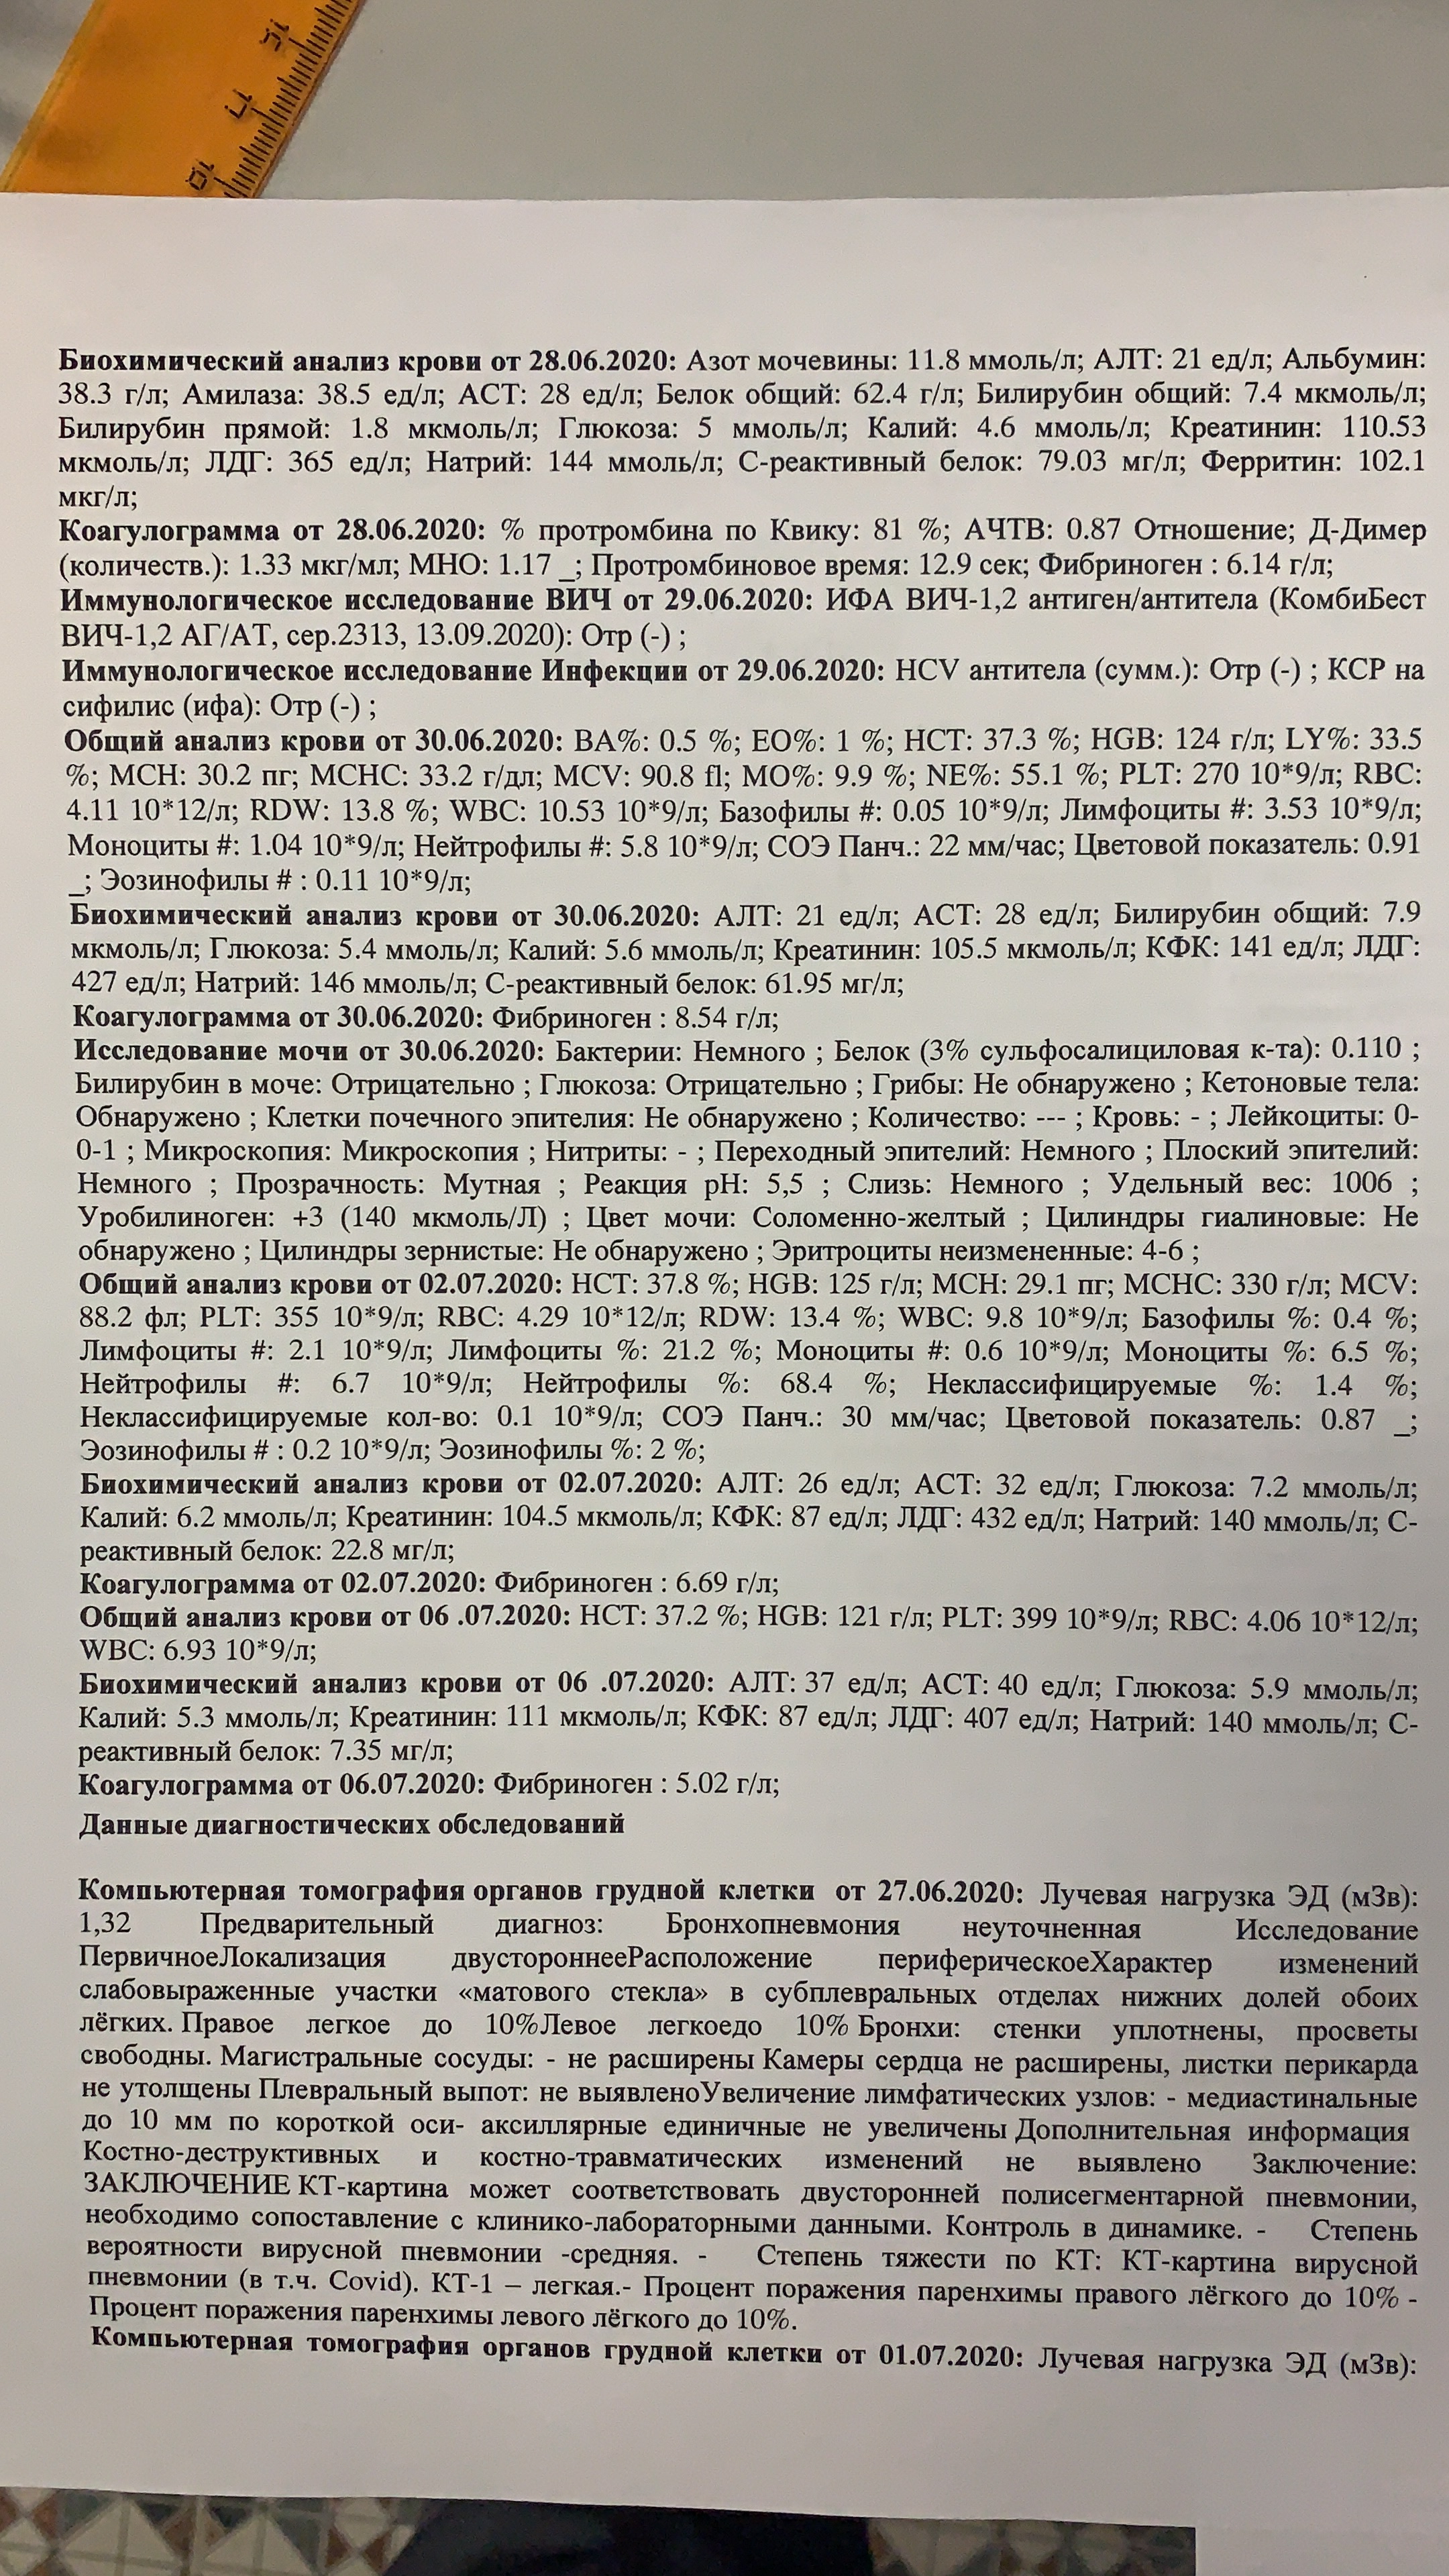 Биохимический анализ крови от 28.06.2020: Азот мочевины: 11.8 ммоль/л; АЛТ: 21 ед/л; Альбумин:
38.3 г/л; Амилаза: 38.5 ед/л; АСТ: 28 ед/л; Белок общий: 62.4 г/л; Билирубин общий: 7.4 мкмоль/л;
Билирубин прямой: 1.8 мкмоль/л; Глюкоза: 5 ммоль/л; Калий: 4.6 ммоль/л; Креатинин: 110.53
мкмоль/л; ЛДГ: 365 ед/л; Натрий: 144 ммоль/л; С-реактивный белок: 79.03 мг/л; Ферритин: 102.1
мкг/л;
Коагулограмма от 28.06.2020: % протромбина по Квику: 81 %; АЧТВ: 0.87 Отношение; Д-Димер
(количеств.): 1.33 мкг/мл; МНО: 1.17 _; Протромбиновое время: 12.9 сек; Фибриноген : 6.14 г/л;
Иммунологическое исследование ВИЧ от 29.06.2020: ИФА ВИЧ-1,2 антиген/антитела (КомбиБест
ВИЧ-1,2 АГ/АТ, сер.2313, 13.09.2020): Отр (-) ;
Иммунологическое исследование Инфекции от 29.06.2020: HCV антитела (сумм.): Отр (-) ; КСР на
сифилис (ифа): Отр (-) ;
Общий анализ крови от 30.06.2020: BA%: 0.5 %; EO%: 1 %; HCT: 37.3 %; HGB: 124 г/л; LY%: 33.5
%; MCH: 30.2 пг; MCHC: 33.2 г/дл; MCV: 90.8 fl; MO%: 9.9 %; NE%: 55.1 %; PLT: 270 10*9/л; RBC:
4.11 10*12/л; RDW: 13.8 %; WBC: 10.53 10*9/л; Базофилы #: 0.05 10*9/л; Лимфоциты #: 3.53 10*9/л;
Моноциты #: 1.04 10*9/л; Нейтрофилы #: 5.8 10*9/л; СОЭ Панч.: 22 мм/час; Цветовой показатель: 0.91
_; Эозинофилы # : 0.11 10*9/л;
Биохимический анализ крови от 30.06.2020: АЛТ: 21 ед/л; АСТ: 28 ед/л; Билирубин общий: 7.9
мкмоль/л; Глюкоза: 5.4 ммоль/л; Калий: 5.6 ммоль/л; Креатинин: 105.5 мкмоль/л; КФК: 141 ед/л; ЛДГ:
427 ед/л; Натрий: 146 ммоль/л; С-реактивный белок: 61.95 мг/л;
Коагулограмма от 30.06.2020: Фибриноген : 8.54 г/л;
Исследование мочи от 30.06.2020: Бактерии: Немного ; Белок (3% сульфосалициловая к-та): 0.110 ;
Билирубин в моче: Отрицательно ; Глюкоза: Отрицательно ; Грибы: Не обнаружено ; Кетоновые тела:
Обнаружено ; Клетки почечного эпителия: Не обнаружено ; Количество: --- ; Кровь: - ; Лейкоциты: 0-
0-1 ; Микроскопия: Микроскопия ; Нитриты: - ; Переходный эпителий: Немного ; Плоский эпителий:
Немного ; Прозрачность: Мутная ; Реакция pH: 5,5 ; Слизь: Немного ; Удельный вес: 1006 ;
Уробилиноген: +3 (140 мкмоль/Л) ; Цвет мочи: Соломенно-желтый ; Цилиндры гиалиновые: Не
обнаружено ; Цилиндры зернистые: Не обнаружено ; Эритроциты неизмененные: 4-6 ;
Общий анализ крови от 02.07.2020: HCT: 37.8 %; HGB: 125 г/л; MCH: 29.1 пг; MCHC: 330 г/л; MCV:
88.2 фл; PLT: 355 10*9/л; RBC: 4.29 10*12/л; RDW: 13.4 %; WBC: 9.8 10*9/л; Базофилы %: 0.4 %;
Лимфоциты #: 2.1 10*9/л; Лимфоциты %: 21.2 %; Моноциты #: 0.6 10*9/л; Моноциты %: 6.5 %;
Нейтрофилы #: 6.7 10*9/л; Нейтрофилы %: 68.4 %; Неклассифицируемые %: 1.4 %;
Неклассифицируемые кол-во: 0.1 10*9/л; СОЭ Панч.: 30 мм/час; Цветовой показатель: 0.87 _;
Эозинофилы # : 0.2 10*9/л; Эозинофилы %: 2 %;
Биохимический анализ крови от 02.07.2020: АЛТ: 26 ед/л; АСТ: 32 ед/л; Глюкоза: 7.2 ммоль/л;
Калий: 6.2 ммоль/л; Креатинин: 104.5 мкмоль/л; КФК: 87 ед/л; ЛДГ: 432 ед/л; Натрий: 140 ммоль/л; С-
реактивный белок: 22.8 мг/л;
Коагулограмма от 02.07.2020: Фибриноген : 6.69 г/л;
Общий анализ крови от 06 .07.2020: HCT: 37.2 %; HGB: 121 г/л; PLT: 399 10*9/л; RBC: 4.06 10*12/л;
WBC: 6.93 10*9/л;
Биохимический анализ крови от 06 .07.2020: АЛТ: 37 ед/л; АСТ: 40 ед/л; Глюкоза: 5.9 ммоль/л;
Калий: 5.3 ммоль/л; Креатинин: 111 мкмоль/л; КФК: 87 ед/л; ЛДГ: 407 ед/л; Натрий: 140 ммоль/л; С-
реактивный белок: 7.35 мг/л;
Коагулограмма от 06.07.2020: Фибриноген : 5.02 г/л;
Данные диагностических обследований
Компьютерная томография органов грудной клетки от 27.06.2020: Лучевая нагрузка ЭД (мЗв):
1,32 Предварительный диагноз: Бронхопневмония неуточненная Исследование
ПервичноеЛокализация двустороннееРасположение периферическоеХарактер изменений
слабовыраженные участки «матового стекла» в субплевральных отделах нижних долей обоих
лёгких. Правое легкое до 10%Левое легкоедо 10% Бронхи: стенки уплотнены, просветы
свободны. Магистральные сосуды: - не расширены Камеры сердца не расширены, листки перикарда
не утолщены Плевральный выпот: не выявленоУвеличение лимфатических узлов: - медиастинальные
до 10 мм по короткой оси- аксиллярные единичные не увеличены Дополнительная информация
Костно-деструктивных и костно-травматических изменений не выявлено Заключение:
ЗАКЛЮЧЕНИЕ КТ-картина может соответствовать двусторонней полисегментарной пневмонии,
необходимо сопоставление с клинико-лабораторными данными. Контроль в динамике. - Степень
вероятности вирусной пневмонии -средняя. - Степень тяжести по КТ: КТ-картина вирусной
пневмонии (в т.ч. Covid). КТ-1 – легкая.- Процент поражения паренхимы правого лёгкого до 10% -
Процент поражения паренхимы левого лёгкого до 10%.
Компьютерная томография органов грудной клетки от 01.07.2020: Лучевая нагрузка ЭД (мЗв):